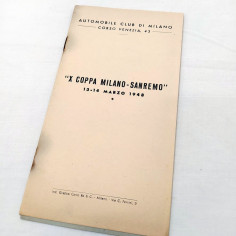 AUTOMOBILE CLUB DI MILANO
CORSO VENEZIA 43
"X COPPA MILANO-SANREMO"
13-14 MARZO 1948